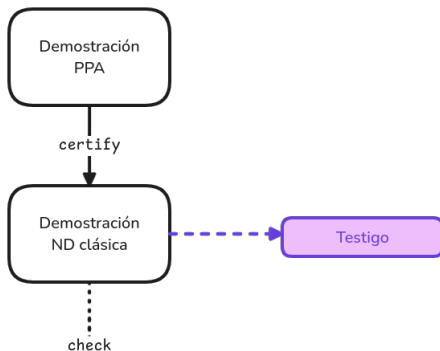 Demostración
PPA
certify
Demostración
ND clásica
Testigo
check